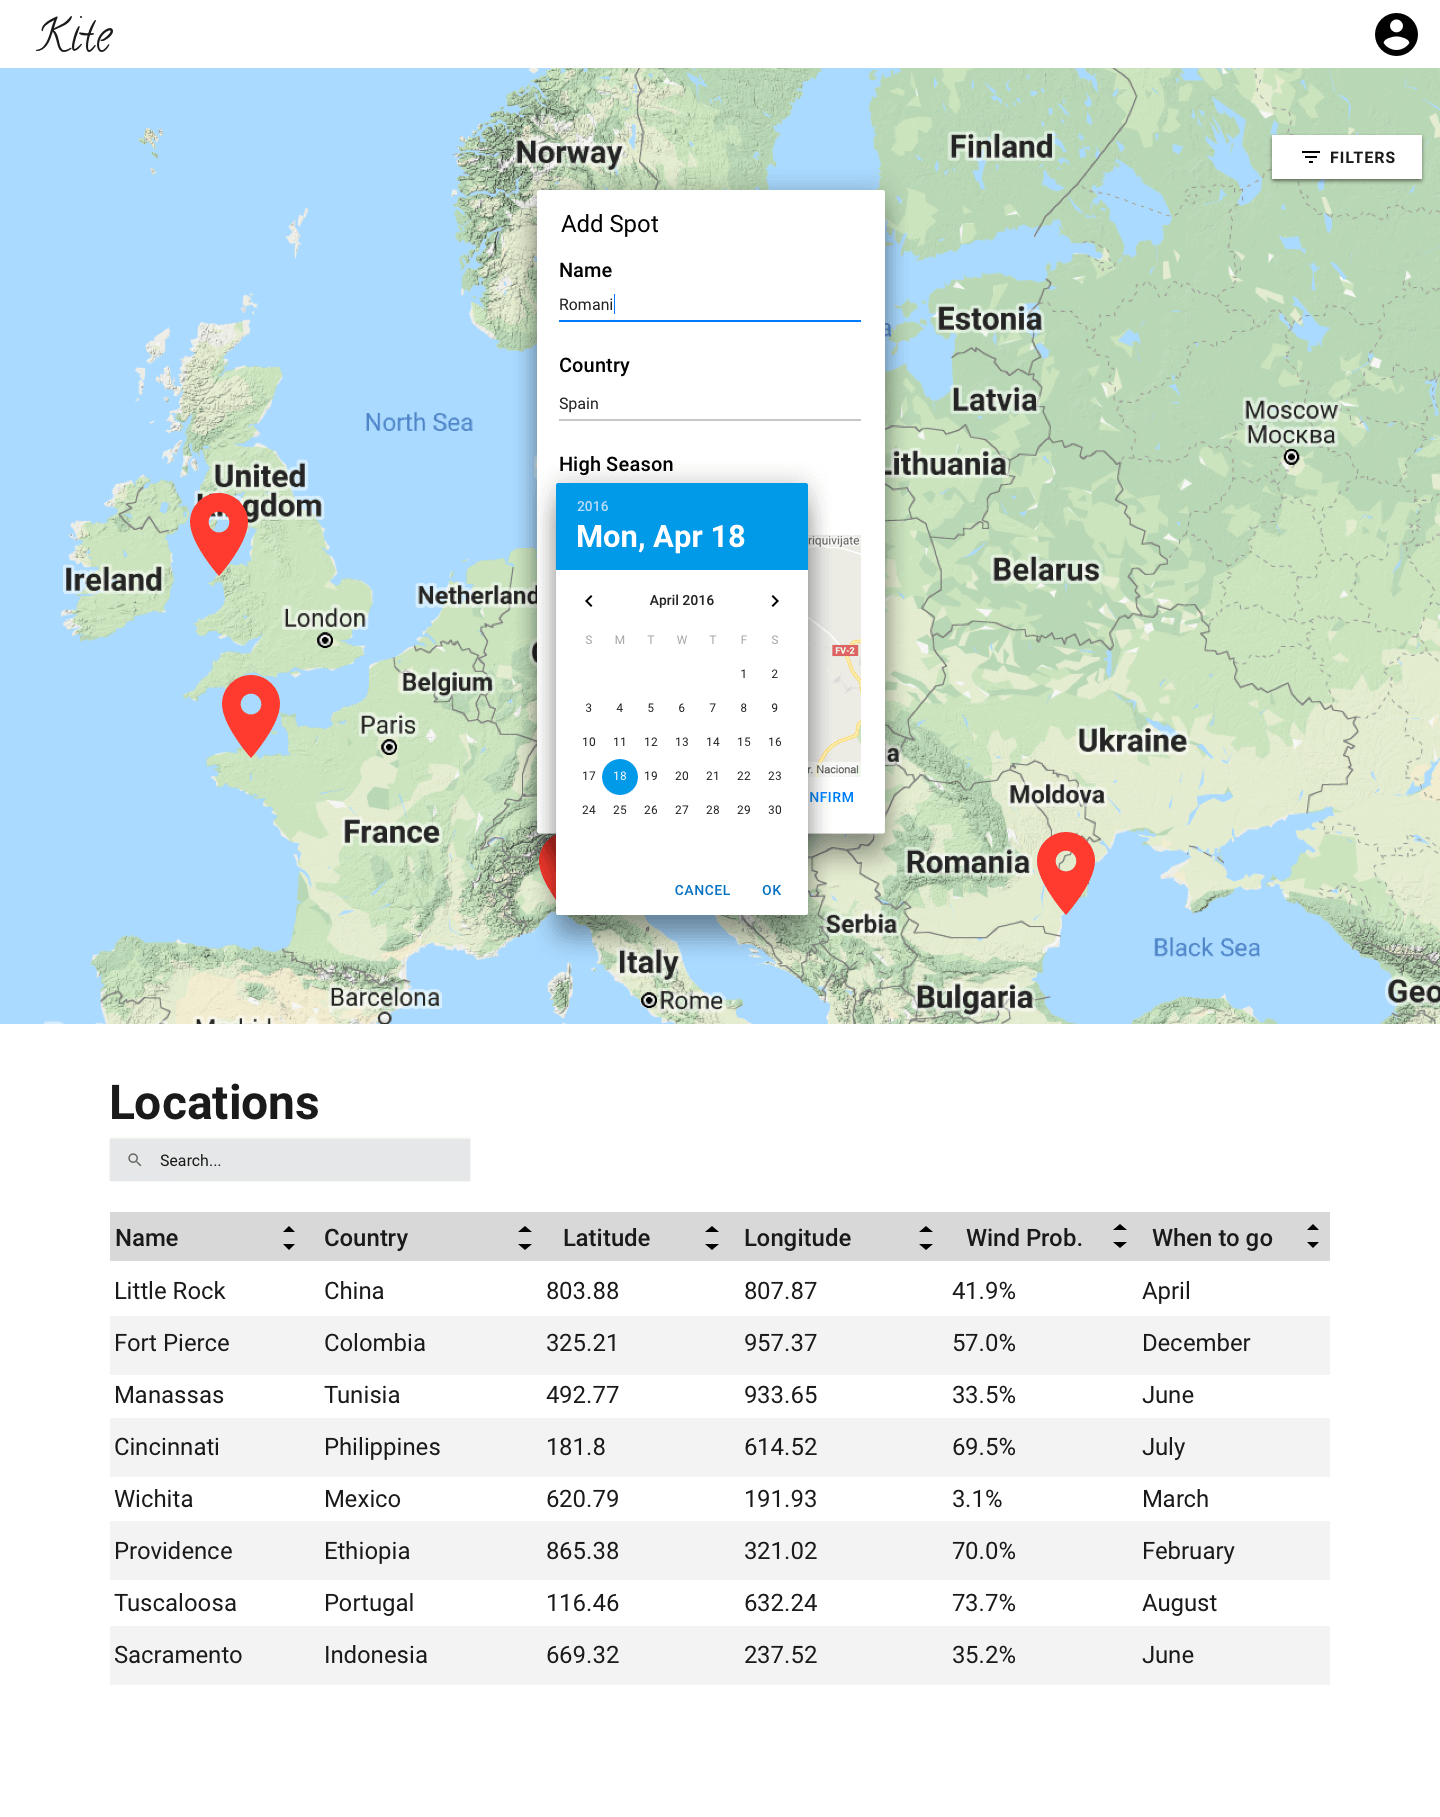 Kite
Norway
Finland
FILTERS
Add Spot
Name
Romani
Estonia
Country
Spain
Latvia
North Sea
Moscow
Москва
High Season
Lithuania
United
Kingdom
2016
Mon, Apr 18
riquivijate
Ireland
Netherland
Belarus
London
April 2016
S M T W T F S
FV-2
1 2
Belgium
3 4 5 6 7 8 9
Paris
10 11 12 13 14 15 16
Ukraine
r. Nacional
17 18 19 20 21 22 23
NFIRM
Moldova
24 25 26 27 28 29 30
France
Romania
CANCEL OK
Serbia
Black Sea
Italy
Barcelona
Rome
Bulgaria
Geo
Madrid
Locations
Search...
Name Country Latitude Longitude Wind Prob. When to go
Little Rock China 803.88 807.87 41.9% April
Fort Pierce Colombia 325.21 957.37 57.0% December
Manassas Tunisia 492.77 933.65 33.5% June
Cincinnati Philippines 181.8 614.52 69.5% July
Wichita Mexico 620.79 191.93 3.1% March
Providence Ethiopia 865.38 321.02 70.0% February
Tuscaloosa Portugal 116.46 632.24 73.7% August
Sacramento Indonesia 669.32 237.52 35.2% June